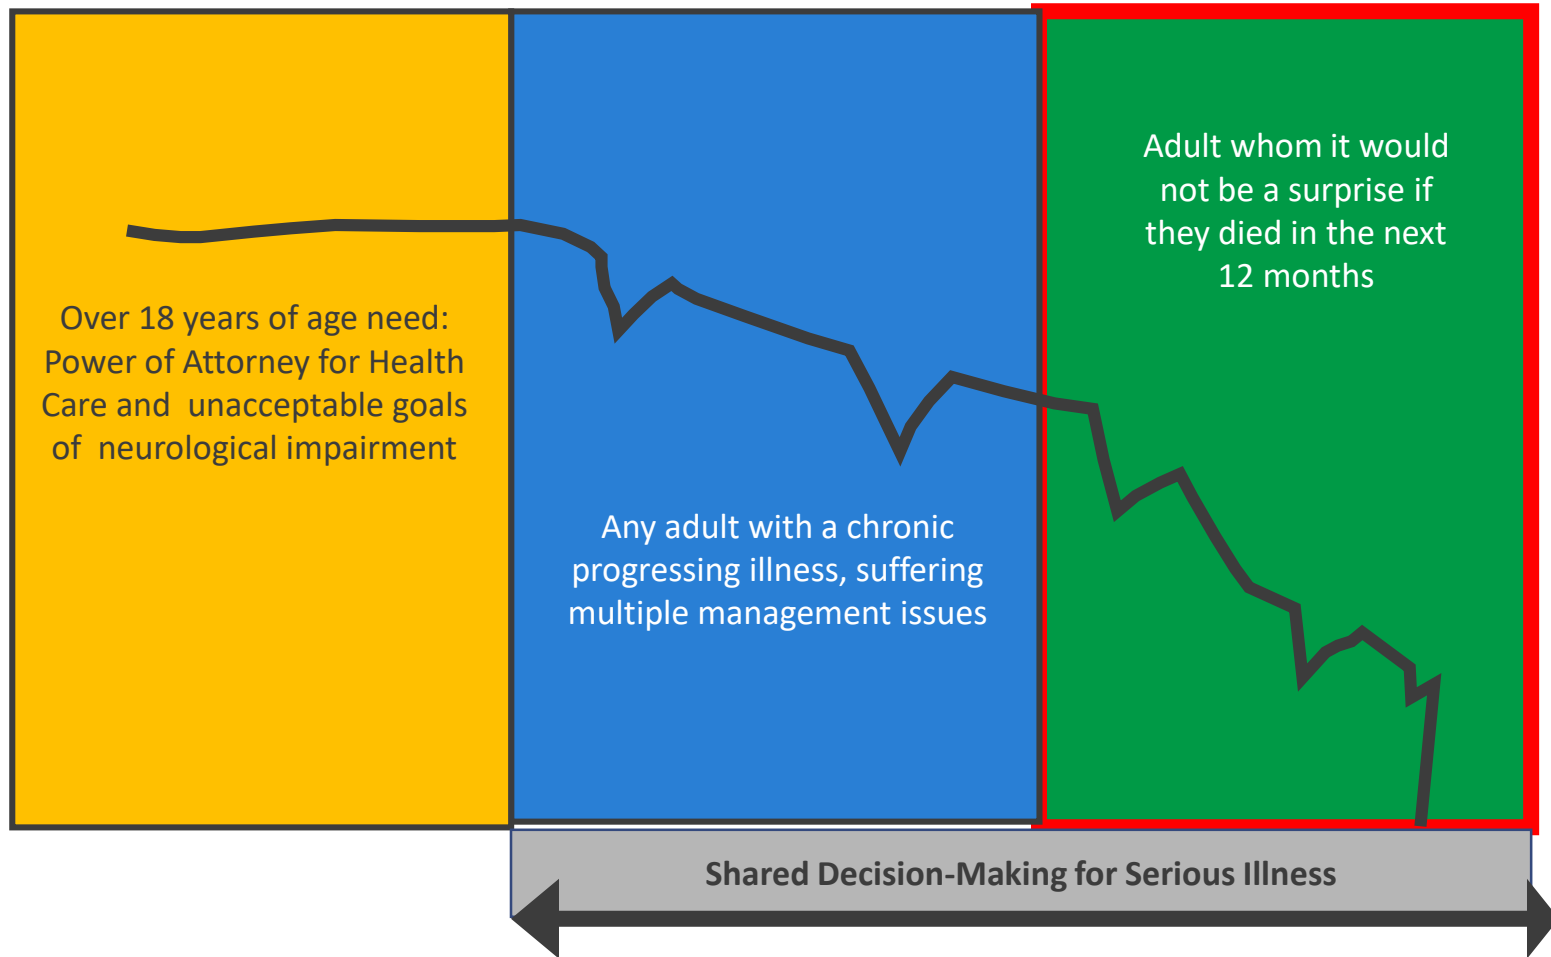 Over 18 years of age need:
Power of Attorney for Health
Care and  unacceptable goals
of  neurological impairment
Any adult with a chronic
progressing illness, suffering
multiple management issues
Adult whom it would
not be a surprise if
they died in the next
12 months
Shared Decision-Making for Serious Illness